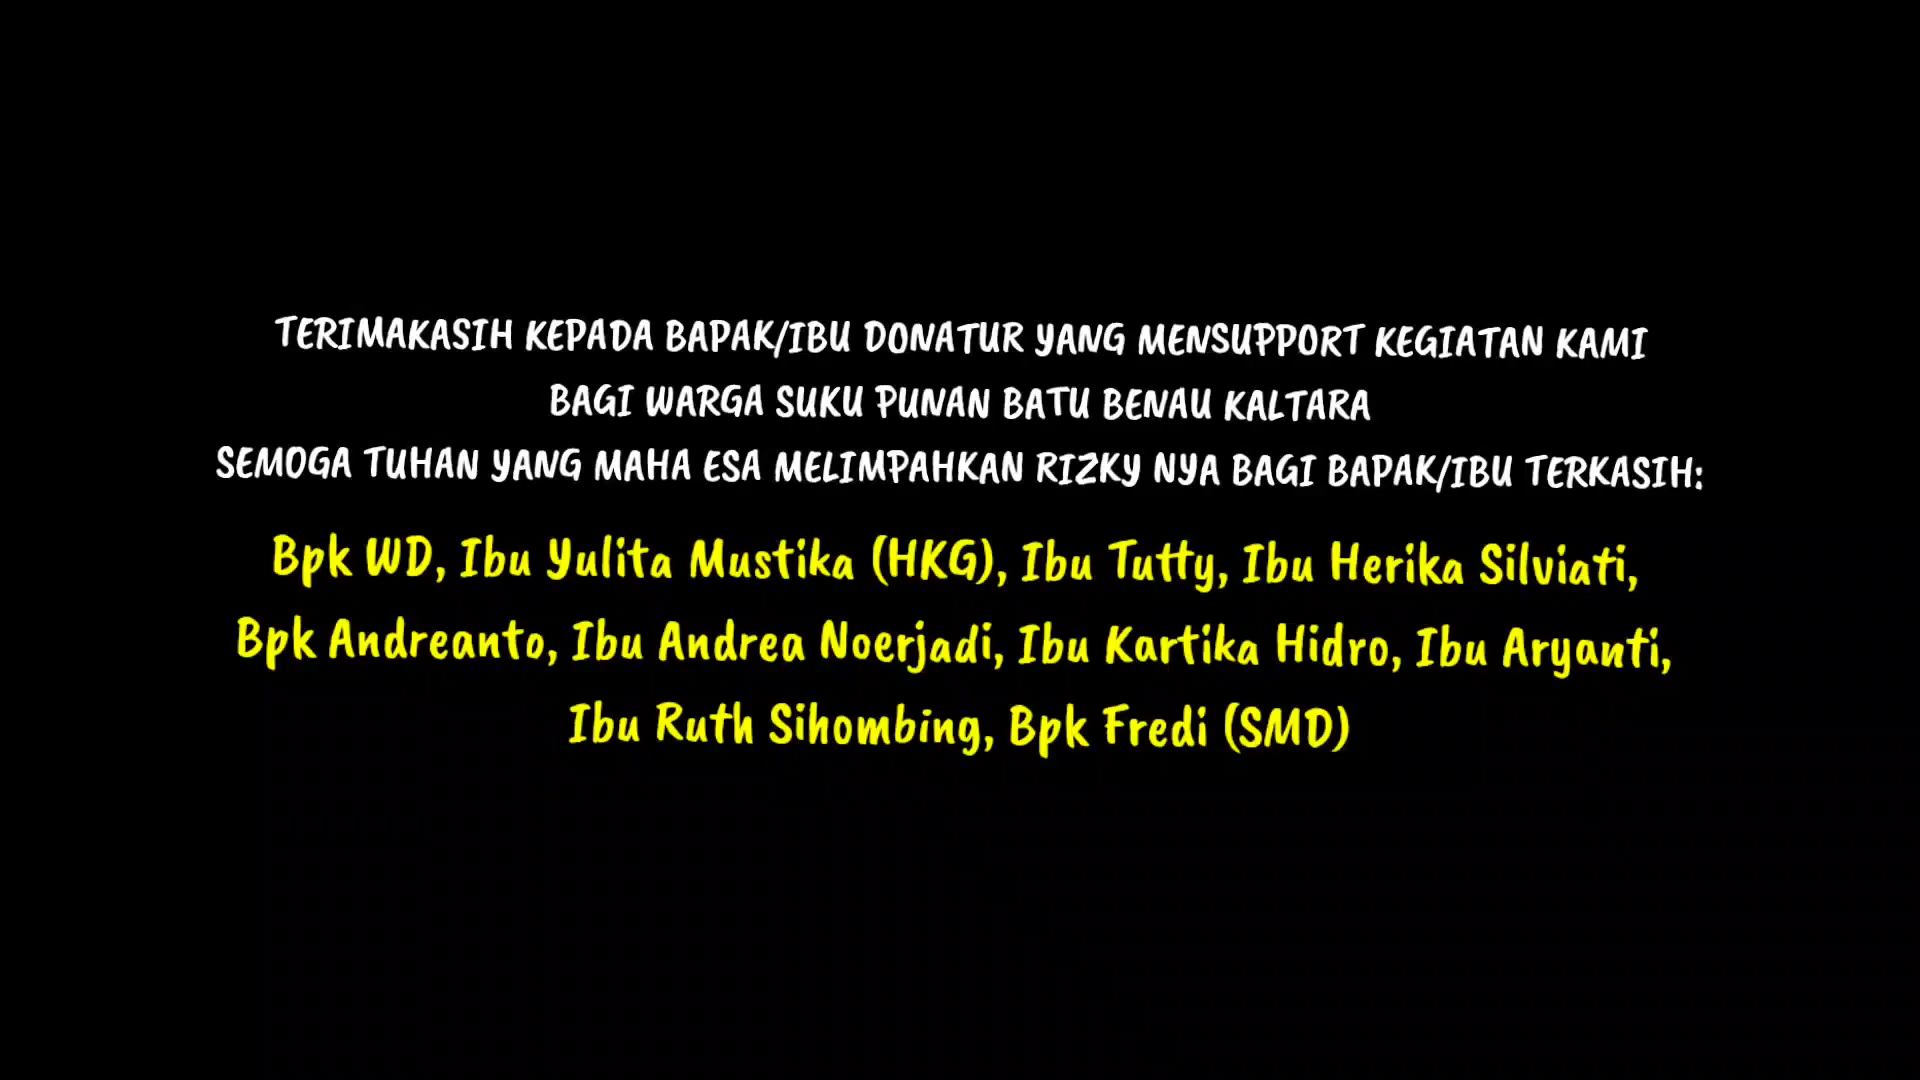 TERIMAKASIH KEPADA BAPAK/IBU DONATUR YANG MENSUPPORT KEGIATAN KAMI
BAGI WARGA SUKU PUNAN BATU BENAU KALTARA
SEMOGA TUHAN YANG MAHA ESA MELIMPAHKAN RIZKY NYA BAGI BAPAK/IBU TERKASIH:
Bpk WD, Ibu Yulita Mustika (HKG), Ibu Tutty, Ibu Herika Silviati,
Bpk Andreanto, Ibu Andrea Noerjadi, Ibu Kartika Hidro, Ibu Aryanti,
Ibu Ruth Sihombing, Bpk Fredi (SMD)